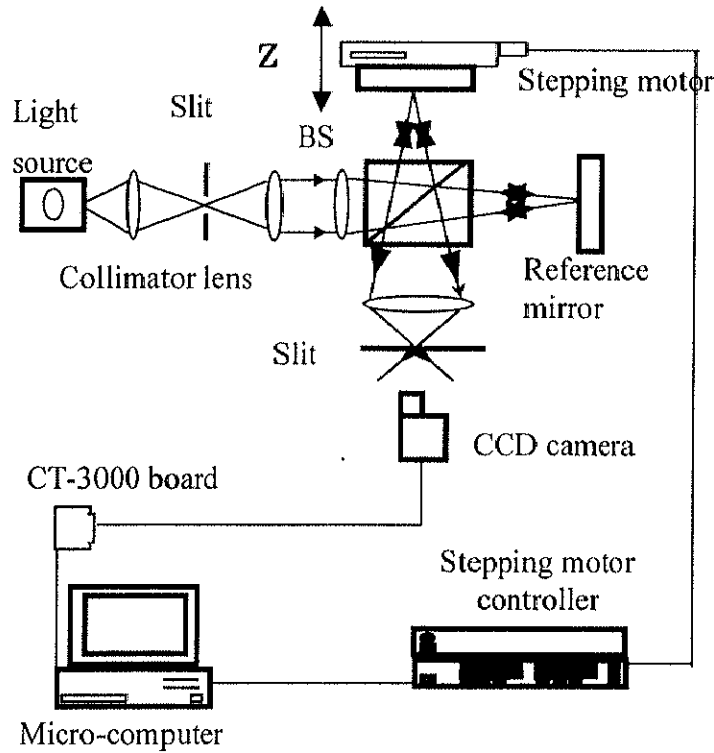 Z
Stepping motor
Light
source
Slit
BS
Collimator lens
Reference
mirror
Slit
CCD camera
CT-3000 board
Stepping motor
controller
Micro-computer